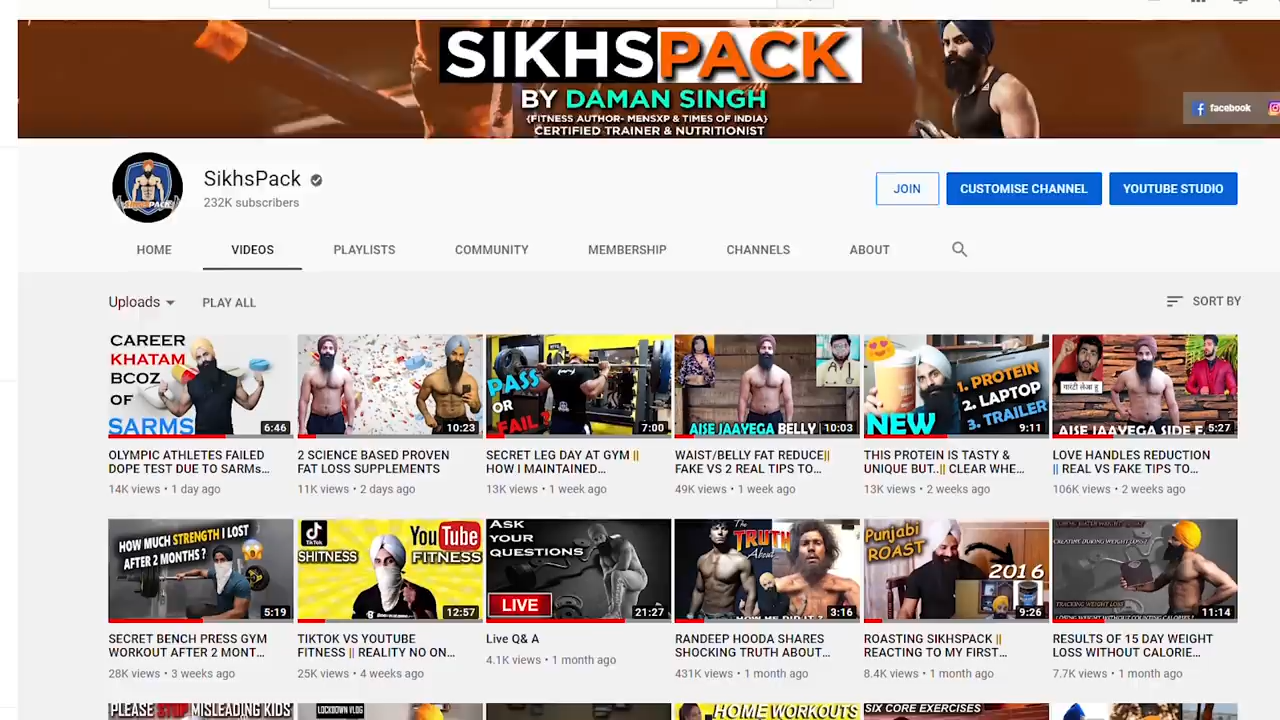 SIKHSPACK
BY DAMAN SINGH
{FITNESS AUTHOR- MENSXP & TIMES OF INDIA}
CERTIFIED TRAINER & NUTRITIONIST
facebook
SikhsPack
232K subscribers
JOIN
CUSTOMISE CHANNEL
YOUTUBE STUDIO
HOME
VIDEOS
PLAYLISTS
COMMUNITY
MEMBERSHIP
CHANNELS
ABOUT
Uploads
PLAY ALL
SORT BY
CAREER
KHATAM
BCOZ
OF
SARMS
6:46
OLYMPIC ATHLETES FAILED
DOPE TEST DUE TO SARMs...
14K views • 1 day ago
10:23
2 SCIENCE BASED PROVEN
FAT LOSS SUPPLEMENTS
11K views • 2 days ago
PASS
OR
FAIL ?
7:00
SECRET LEG DAY AT GYM ||
HOW I MAINTAINED...
13K views • 1 week ago
AISE JAAYEGA BELLY
10:03
WAIST/BELLY FAT REDUCE||
FAKE VS 2 REAL TIPS TO...
49K views • 1 week ago
1. PROTEIN
2. LAPTOP
3. TRAILER
NEW
9:11
THIS PROTEIN IS TASTY &
UNIQUE BUT..|| CLEAR WHE...
13K views • 2 weeks ago
गारंटी लेआ हू
AISE JAAYEGA SIDE F
5:27
LOVE HANDLES REDUCTION
|| REAL VS FAKE TIPS TO...
106K views • 2 weeks ago
HOW MUCH STRENGTH I LOST
AFTER 2 MONTHS ?
5:19
SECRET BENCH PRESS GYM
WORKOUT AFTER 2 MONT...
28K views • 3 weeks ago
TikTok
SHITNESS
YouTube
FITNESS
12:57
TIKTOK VS YOUTUBE
FITNESS || REALITY NO ON...
25K views • 4 weeks ago
ASK
YOUR
QUESTIONS
LIVE
21:27
Live Q& A
4.1K views • 1 month ago
The
TRUTH
About...
HOW HE DID IT ?
3:16
RANDEEP HOODA SHARES
SHOCKING TRUTH ABOUT...
431K views • 1 month ago
Punjabi
ROAST
2016
9:26
ROASTING SIKHSPACK ||
REACTING TO MY FIRST...
8.4K views • 1 month ago
CREATINE DURING WEIGHT LOSS?
TRACKING WEIGHT LOSS
11:14
RESULTS OF 15 DAY WEIGHT
LOSS WITHOUT CALORIE...
7.7K views • 1 month ago
PLEASE STOP MISLEADING KIDS
LOCKDOWN VLOG
HOME WORKOUTS
SIX CORE EXERCISES